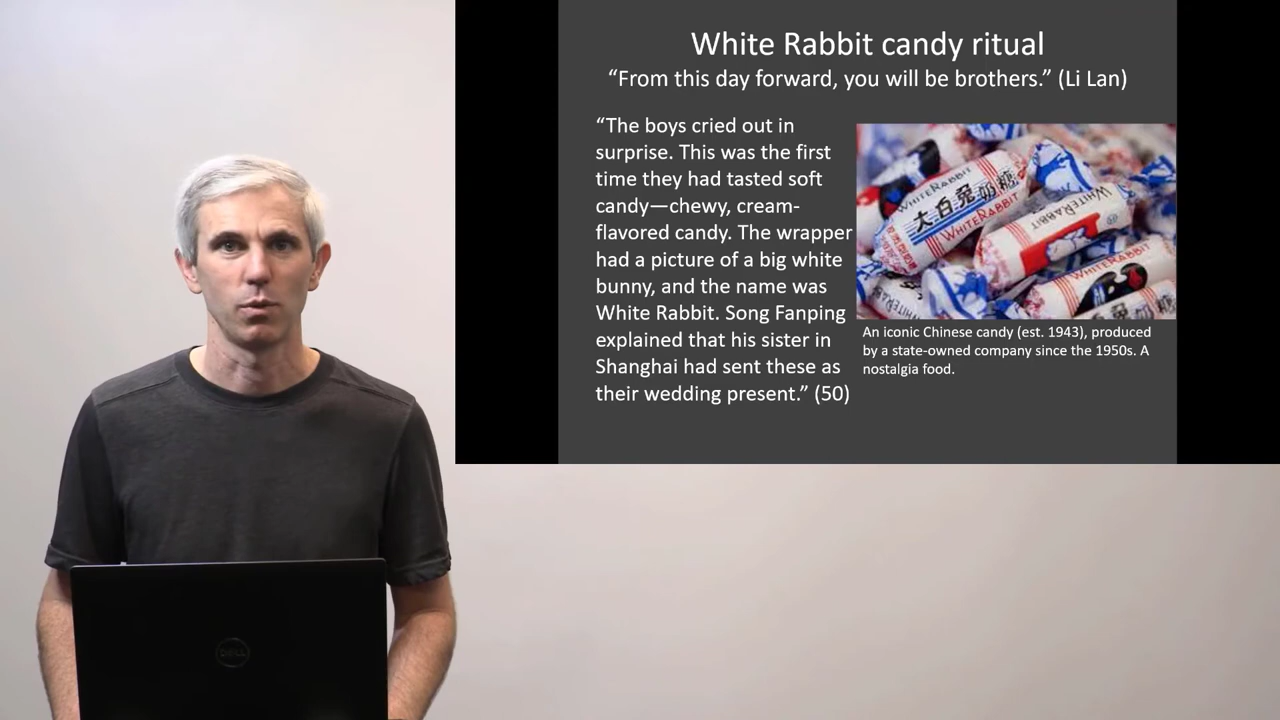 White Rabbit candy ritual
“From this day forward, you will be brothers.” (Li Lan)
“The boys cried out in
surprise. This was the first
time they had tasted soft
candy—chewy, cream-
flavored candy. The wrapper
had a picture of a big white
bunny, and the name was
White Rabbit. Song Fanping
explained that his sister in
Shanghai had sent these as
their wedding present.” (50)
WHITE RABBIT
大白兔奶糖
WHITE RABBIT
WHITE RABBIT
WHITE RABBIT
An iconic Chinese candy (est. 1943), produced
by a state-owned company since the 1950s. A
nostalgia food.
DELL